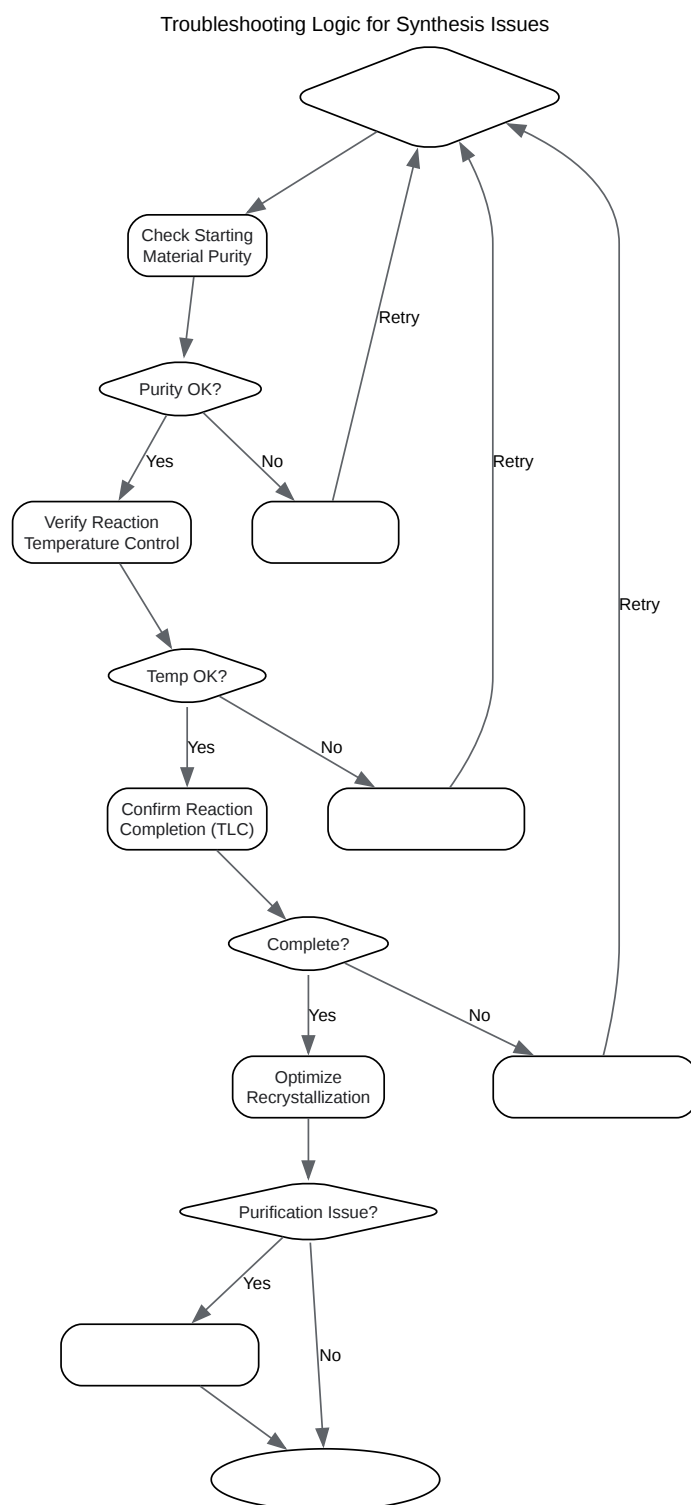 Troubleshooting Logic for Synthesis Issues
Check Starting
Material Purity
Retry
Purity OK?
Yes
No
Retry
Verify Reaction
Temperature Control
Retry
Temp OK?
Yes
No
Confirm Reaction
Completion (TLC)
Complete?
Yes
No
Optimize
Recrystallization
Purification Issue?
Yes
No